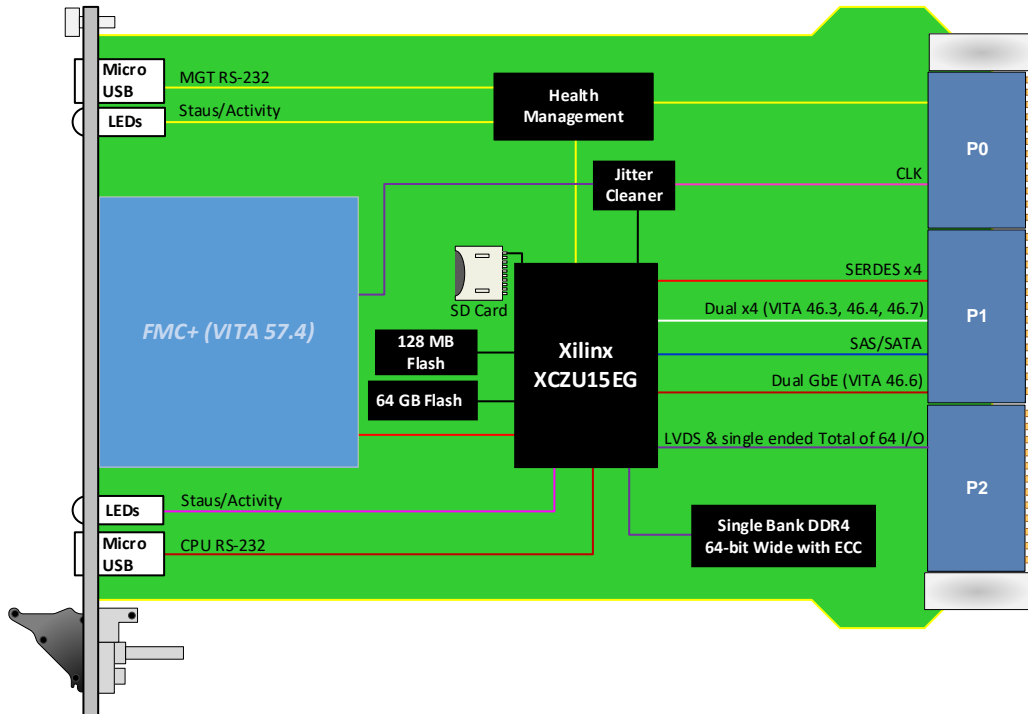 Micro
USB
MGT RS-232
LEDs
Staus/Activity
Health
Management
P0
Jitter
Cleaner
CLK
SD Card
FMC+ (VITA 57.4)
128 MB
Flash
64 GB Flash
Xilinx
XCZU15EG
SERDES x4
Dual x4 (VITA 46.3, 46.4, 46.7)
SAS/SATA
Dual GbE (VITA 46.6)
P1
LVDS & single ended Total of 64 I/O
P2
LEDs
Staus/Activity
Micro
USB
CPU RS-232
Single Bank DDR4
64-bit Wide with ECC